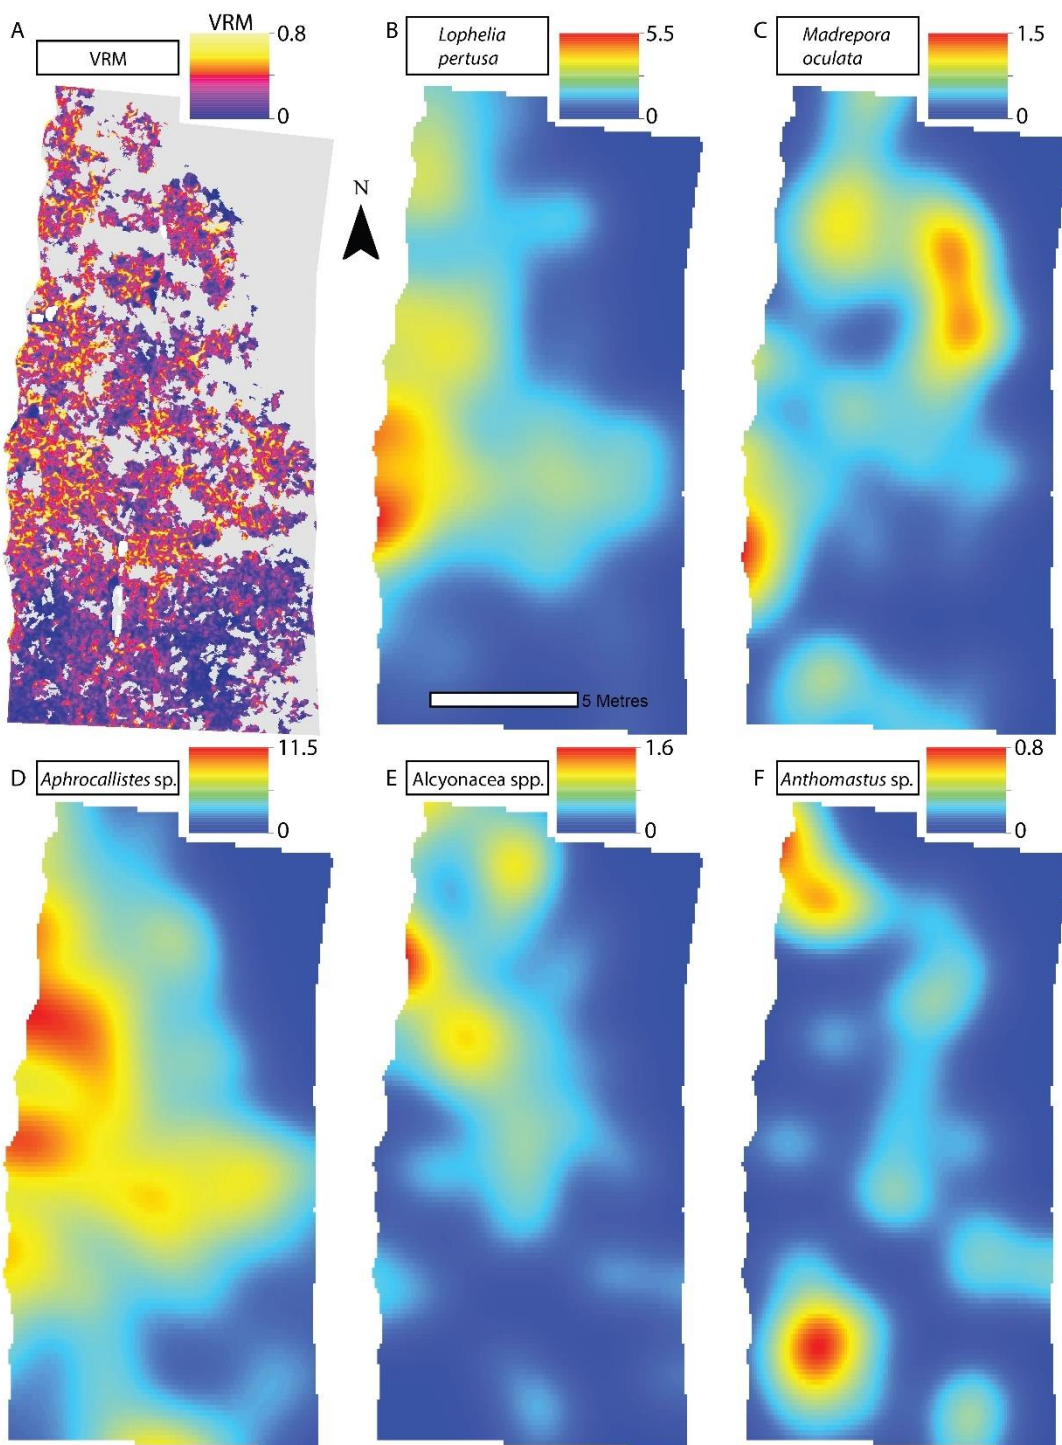 A
VRM
VRM
0.8
0
B
Lophelia
pertusa
5.5
0
C
Madrepora
oculata
1.5
0
N
5 Metres
D
Aphrocallistes sp.
11.5
0
E
Alcyonacea spp.
1.6
0
F
Anthomastus sp.
0.8
0